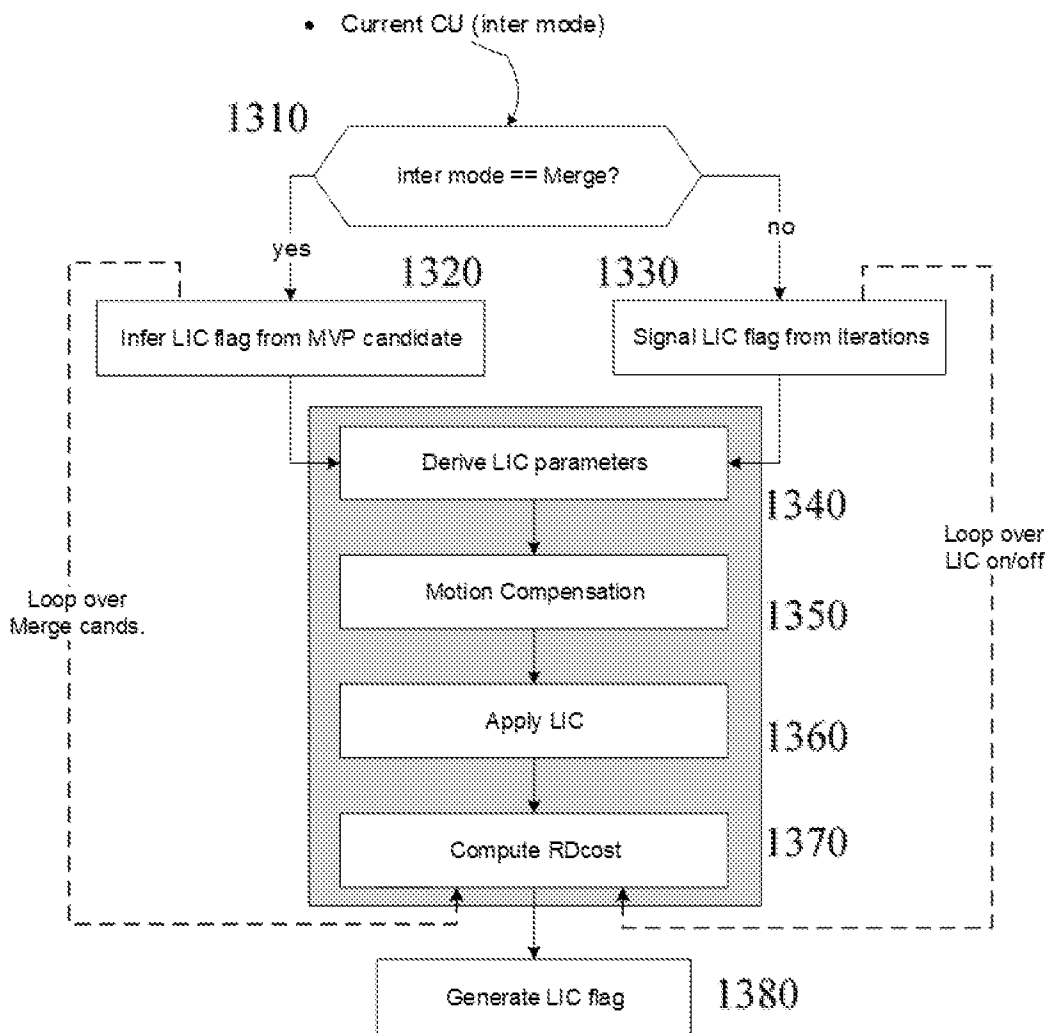 • Current CU (inter mode)
1310
inter mode == Merge?
yes
no
1320
1330
Infer LIC flag from MVP candidate
Signal LIC flag from iterations
Derive LIC parameters
1340
Loop over
LIC on/off
Motion Compensation
1350
Loop over
Merge cands.
Apply LIC
1360
Compute RDcost
1370
Generate LIC flag
1380